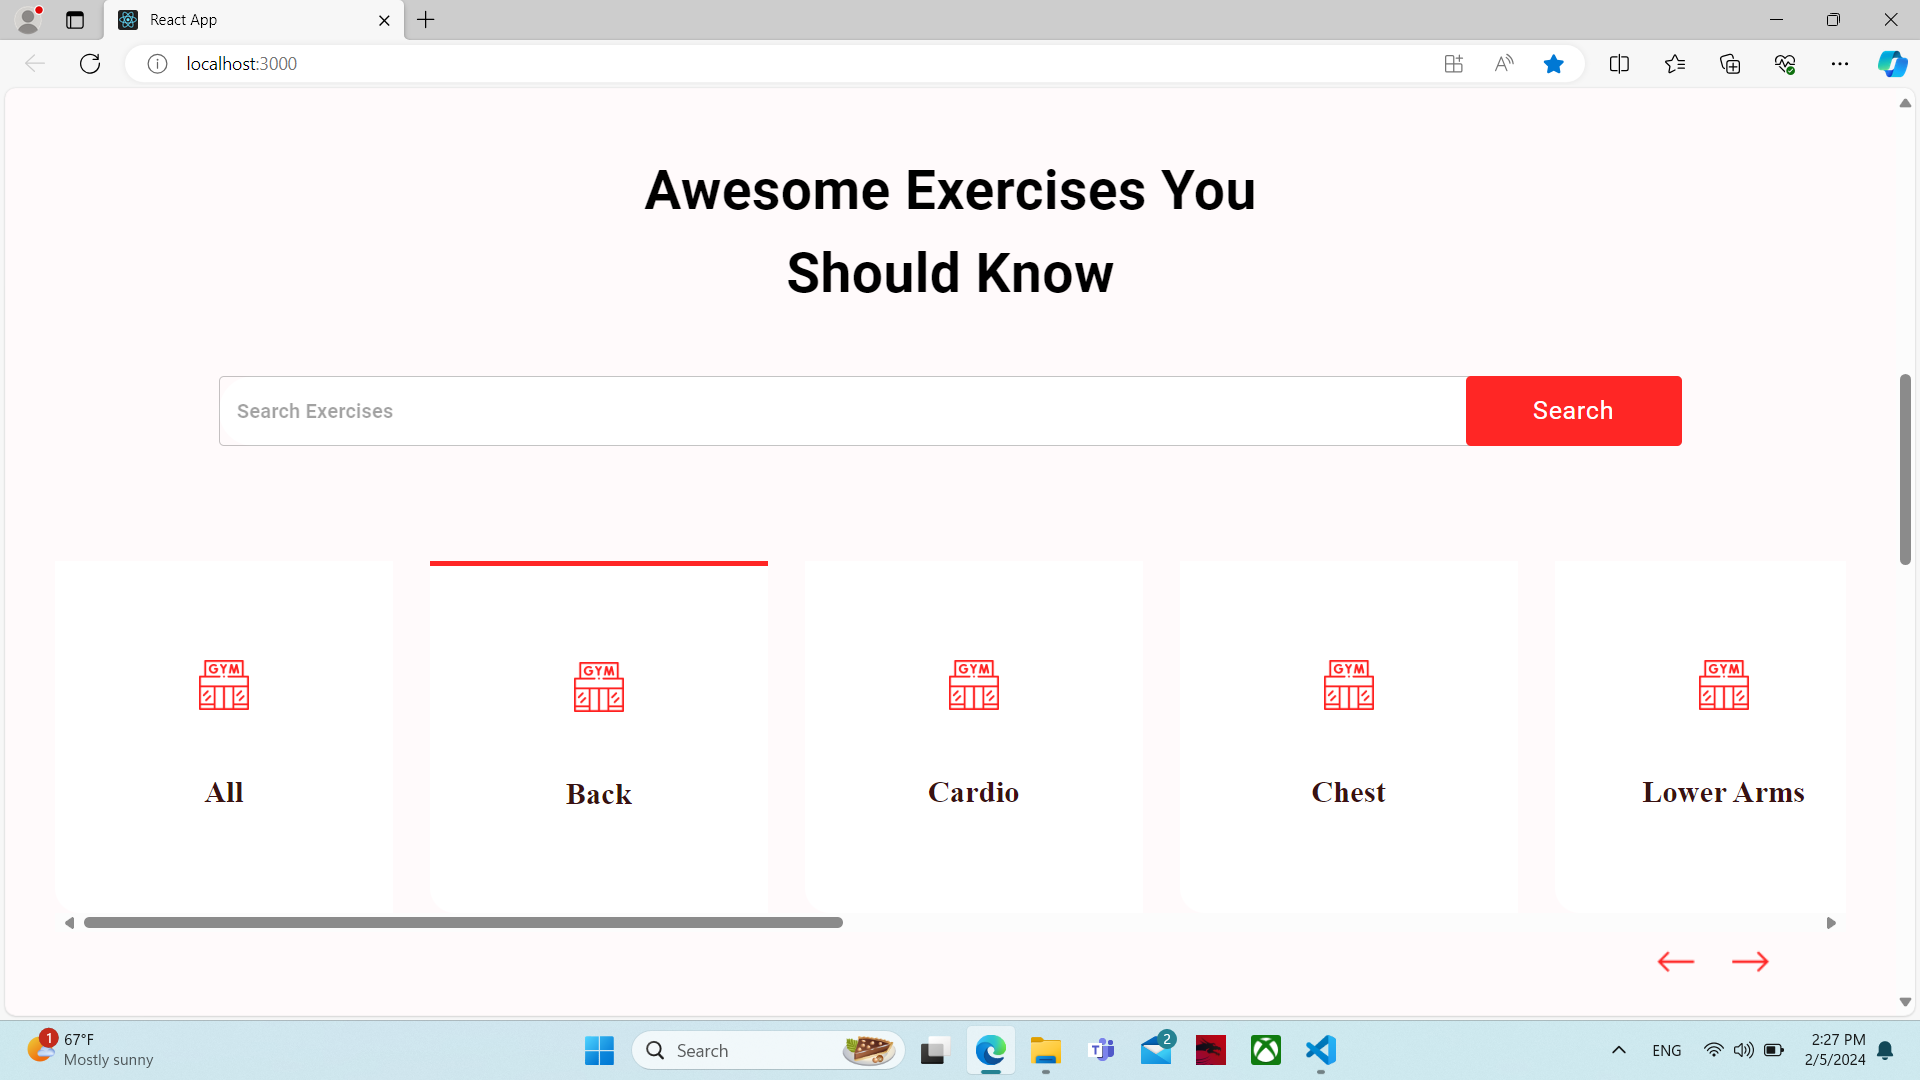 React App
localhost:3000
Awesome Exercises You
Should Know
Search Exercises
Search
GYM
GYM
GYM
GYM
GYM
All
Back
Cardio
Chest
Lower Arms
1
67°F
Mostly sunny
Search
2
ENG
2:27 PM
2/5/2024